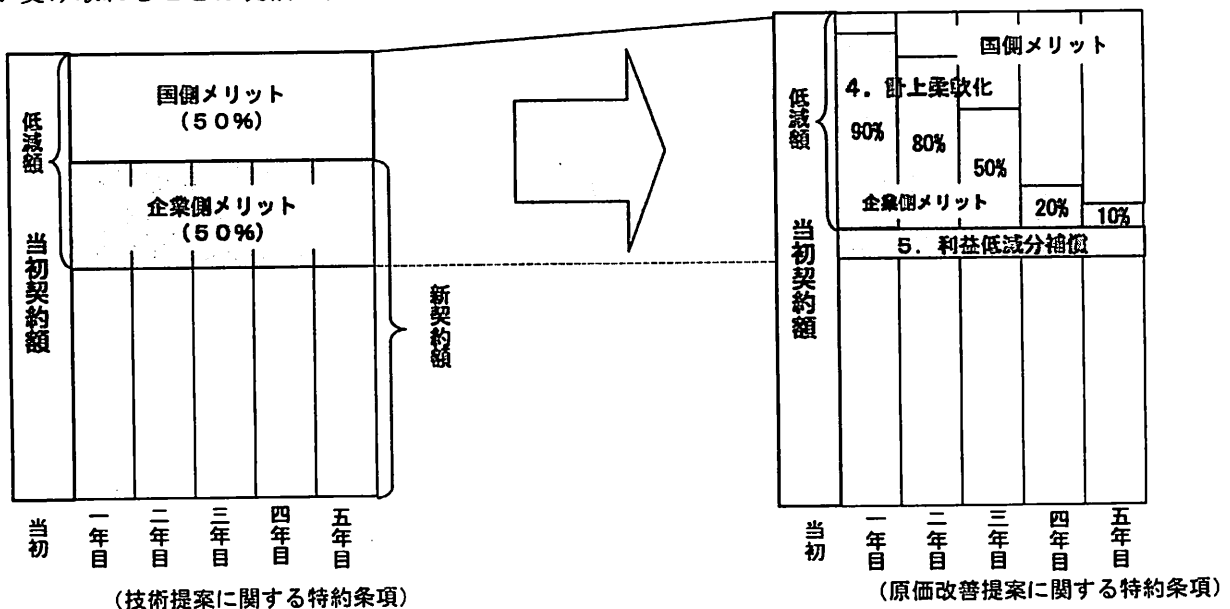 国側メリット
(50%)
低減額
企業側メリット
(50%)
当初契約額
新契約額
当初
一年目
二年目
三年目
四年目
五年目
(技術提案に関する特約条項)
国側メリット
4. 計上柔軟化
低減額
90%
80%
50%
20%
10%
企業側メリット
5. 利益低減分補償
当初契約額
当初
一年目
二年目
三年目
四年目
五年目
(原価改善提案に関する特約条項)